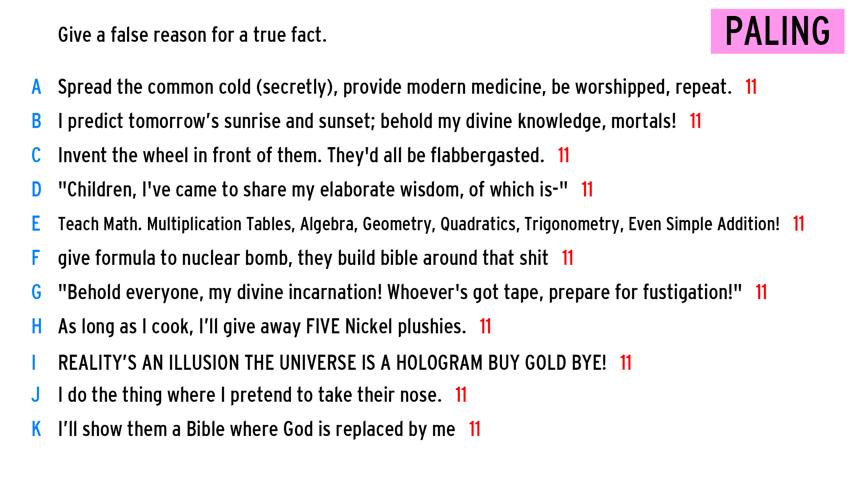 Give a false reason for a true fact.
PALING
A Spread the common cold (secretly), provide modern medicine, be worshipped, repeat. 11
B I predict tomorrow’s sunrise and sunset; behold my divine knowledge, mortals! 11
C Invent the wheel in front of them. They'd all be flabbergasted. 11
D "Children, I've came to share my elaborate wisdom, of which is-" 11
E Teach Math. Multiplication Tables, Algebra, Geometry, Quadratics, Trigonometry, Even Simple Addition! 11
F give formula to nuclear bomb, they build bible around that shit 11
G "Behold everyone, my divine incarnation! Whoever's got tape, prepare for fustigation!" 11
H As long as I cook, I’ll give away FIVE Nickel plushies. 11
I REALITY’S AN ILLUSION THE UNIVERSE IS A HOLOGRAM BUY GOLD BYE! 11
J I do the thing where I pretend to take their nose. 11
K I’ll show them a Bible where God is replaced by me 11